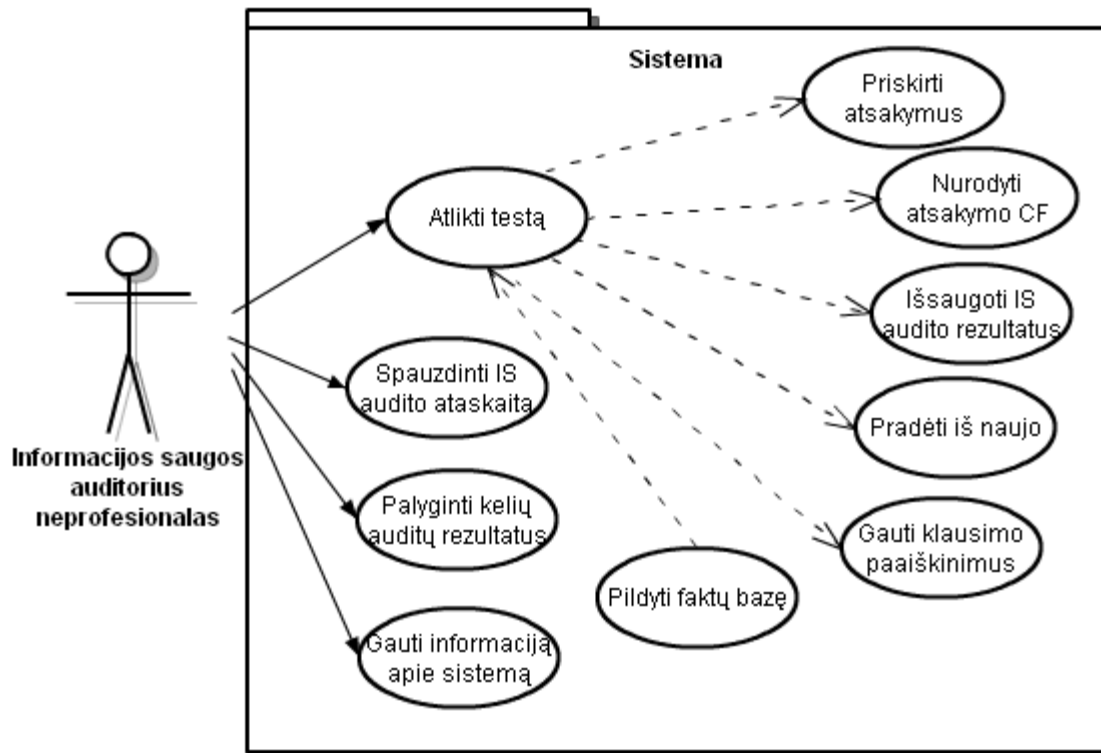 Sistema
Priskirti
atsakymus
Atlikti testą
Nurodyti
atsakymo CF
Išsaugoti IS
audito rezultatus
Spauzdinti IS
audito ataskaitą
Pradėti iš naujo
Informacijos saugos
auditorius
neprofesionalas
Palyginti kelių
auditų rezultatus
Gauti klausimo
paaiškinimus
Pildyti faktų bazę
Gauti informaciją
apie sistemą